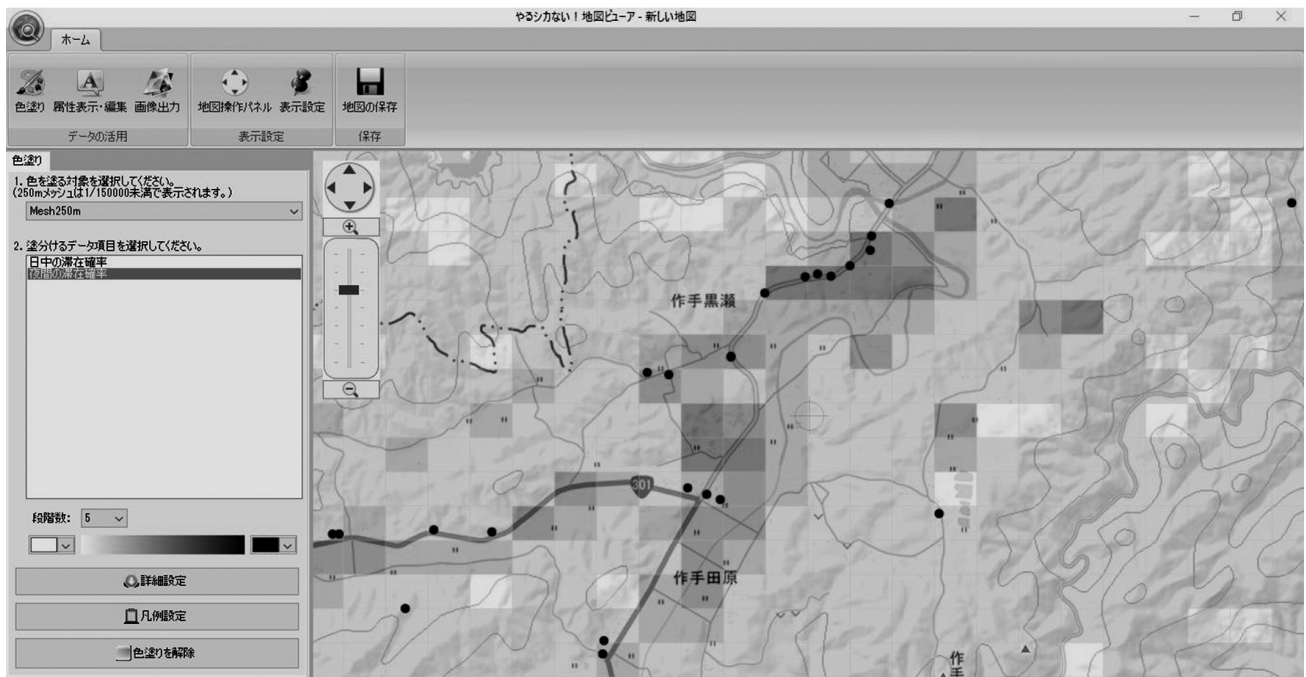 やるシカない！地図ビューア - 新しい地図
ホーム
色塗り 属性表示・編集 画像出力 地図操作パネル 表示設定 地図の保存
データの活用 表示設定 保存
色塗り
1. 色を塗る対象を選択してください。
(250mメッシュは1/150000未満で表示されます。)
Mesh250m
2. 塗分けるデータ項目を選択してください。
日中の滞在確率
夜間の滞在確率
段階数: 5
詳細設定
凡例設定
色塗りを解除
作手黒瀬
301
作手田原
作手